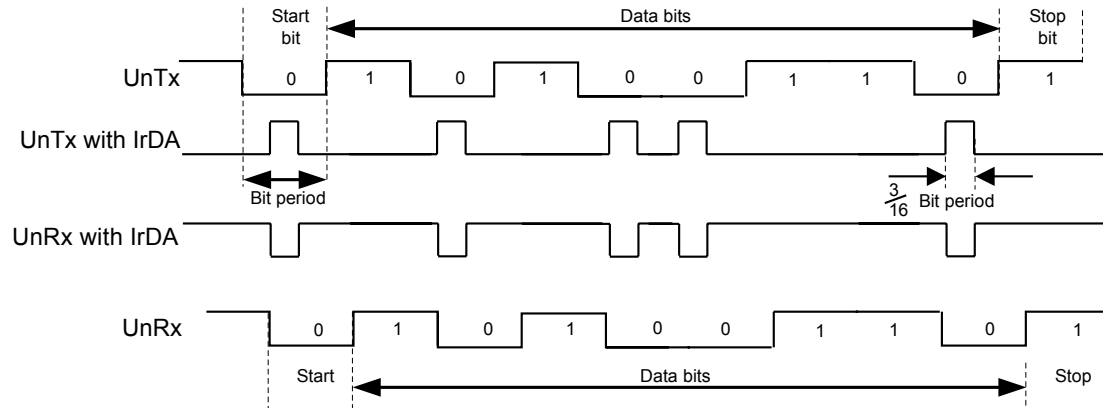 Start
bit
Data bits
Stop
bit
UnTx
0 1 0 1 0 0 1 1 0 1
UnTx with IrDA
Bit period
3
16
Bit period
UnRx with IrDA
UnRx
0 1 0 1 0 0 1 1 0 1
Start
Data bits
Stop